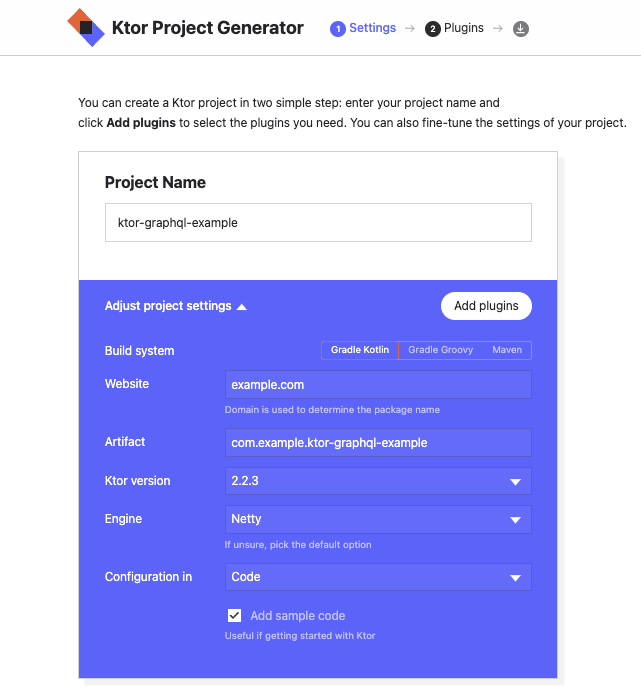 Ktor Project Generator
1 Settings → 2 Plugins →
You can create a Ktor project in two simple step: enter your project name and
click Add plugins to select the plugins you need. You can also fine-tune the settings of your project.
Project Name
ktor-graphql-example
Adjust project settings
Add plugins
Build system
Gradle Kotlin
Gradle Groovy
Maven
Website
example.com
Domain is used to determine the package name
Artifact
com.example.ktor-graphql-example
Ktor version
2.2.3
Engine
Netty
If unsure, pick the default option
Configuration in
Code
Add sample code
Useful if getting started with Ktor